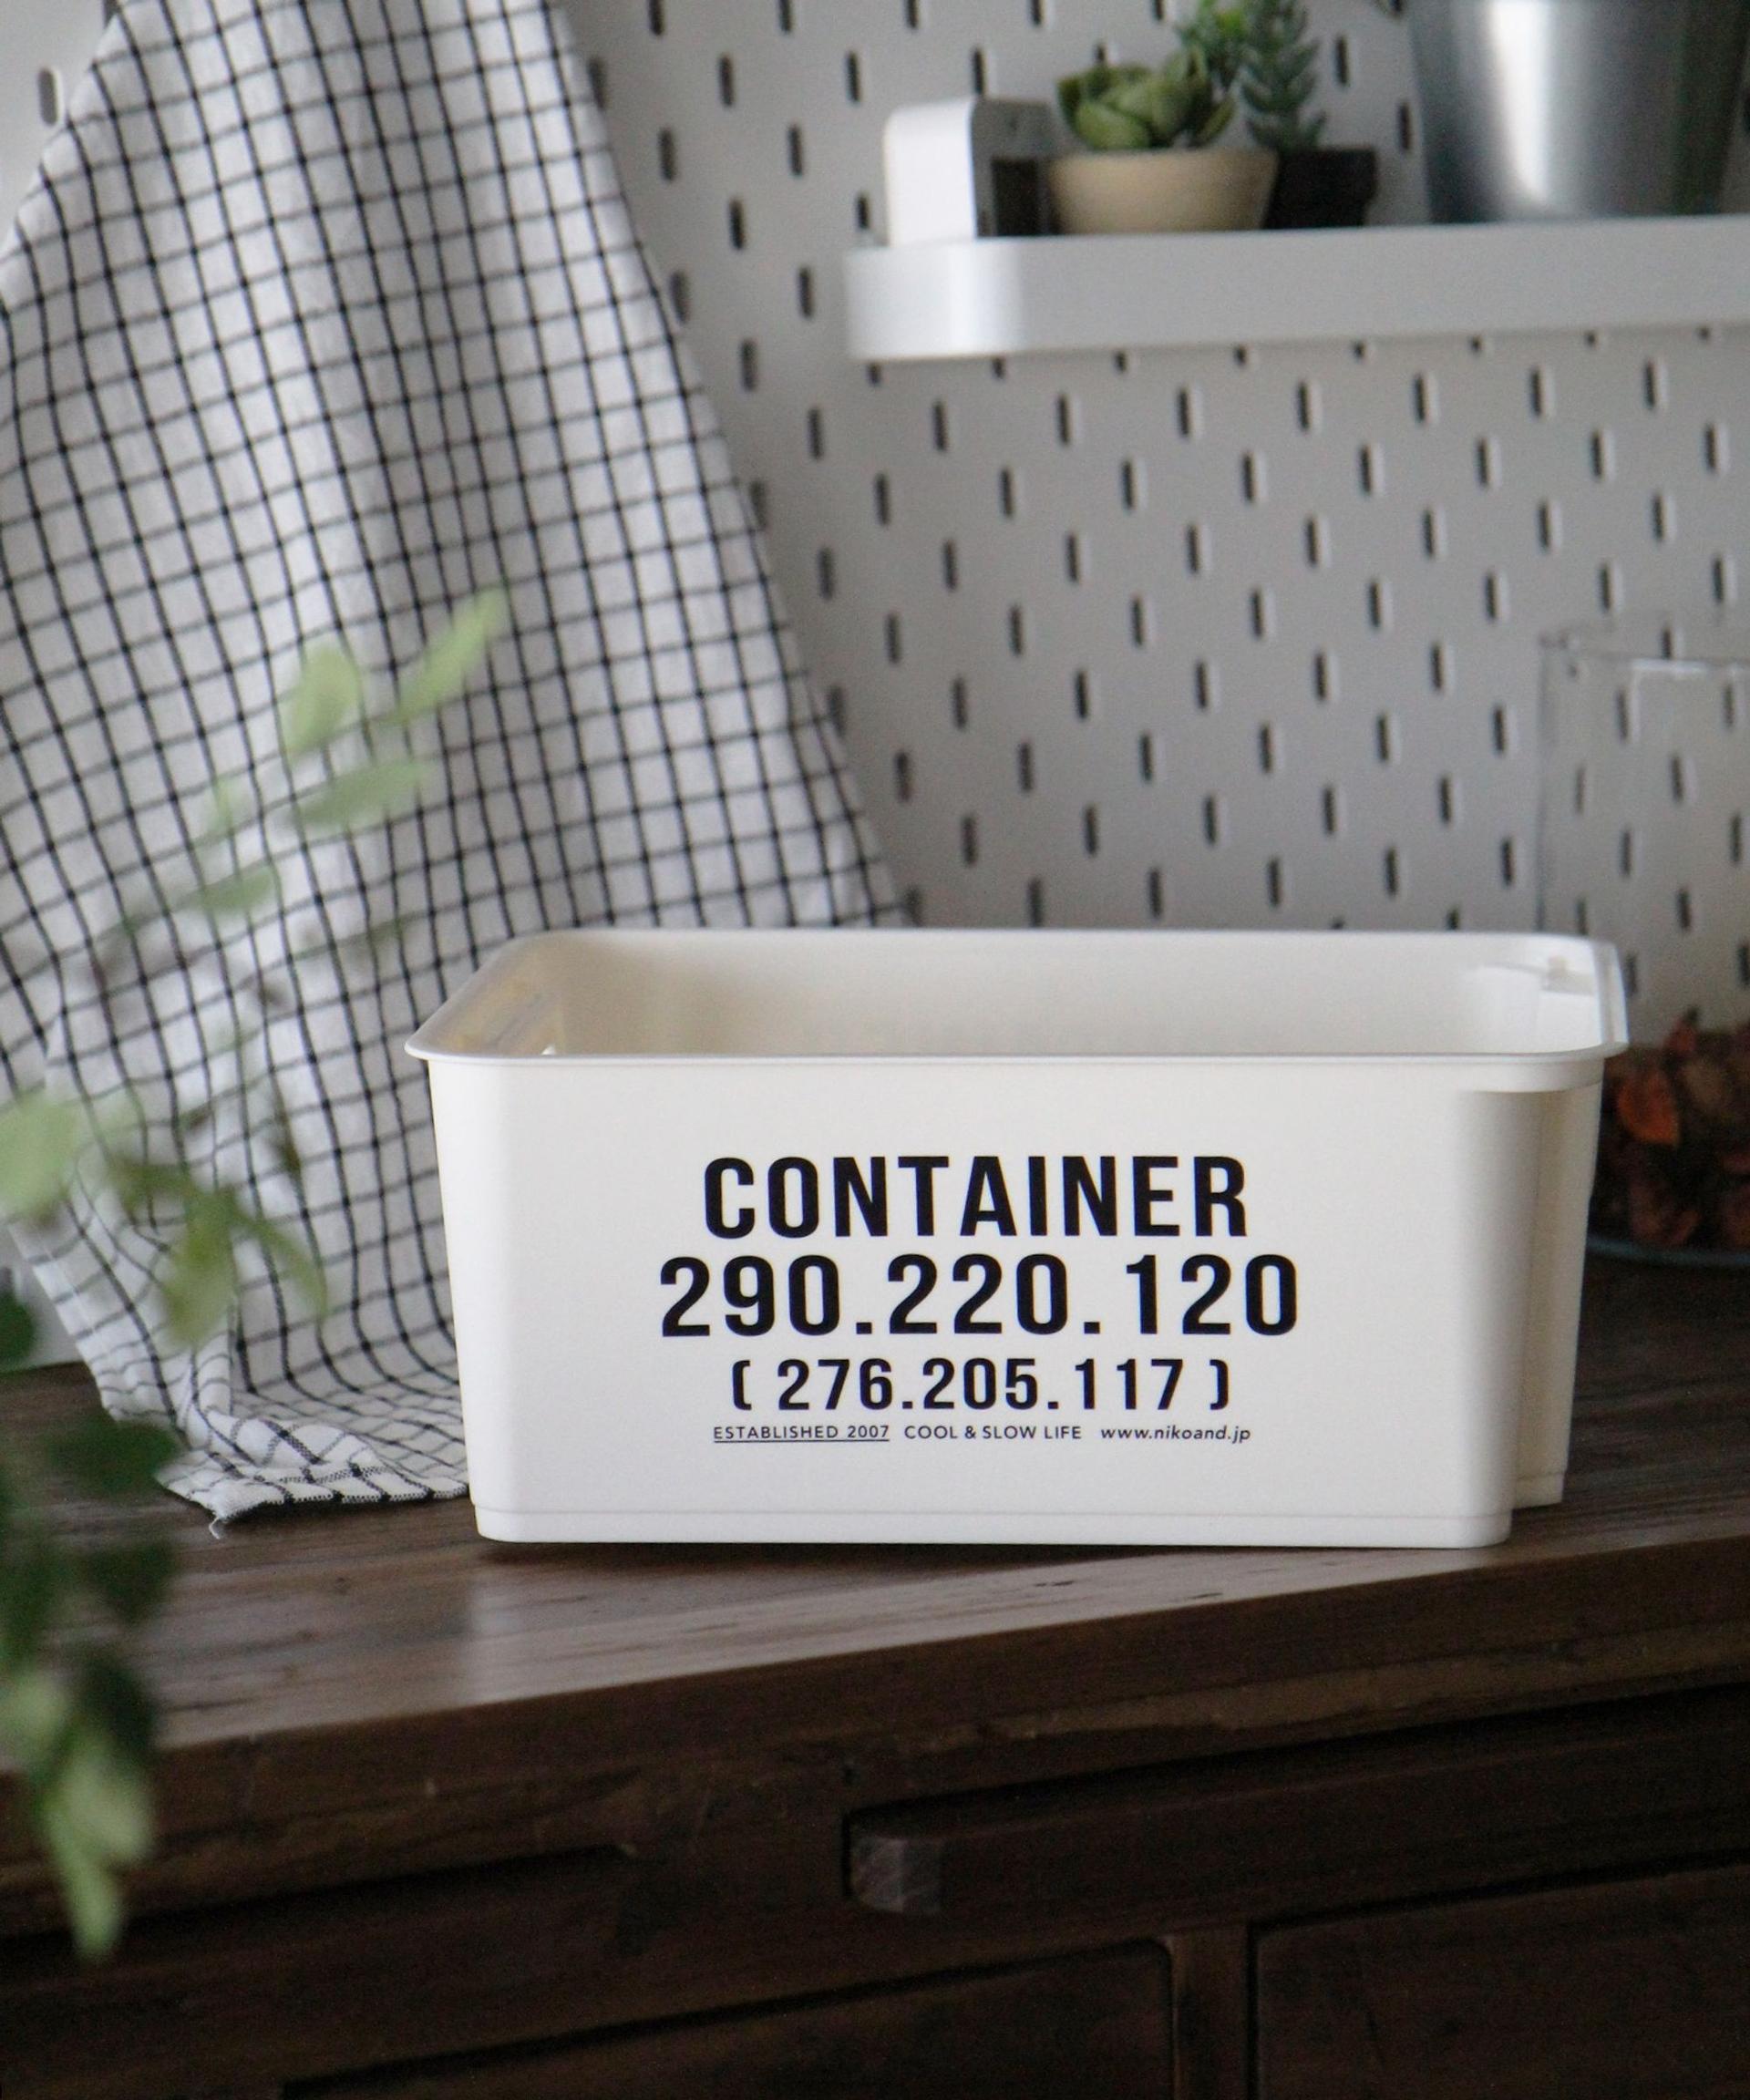 CONTAINER
290.220.120
(276.205.117)
ESTABLISHED 2007 COOL & SLOW LIFE www.nikoand.jp